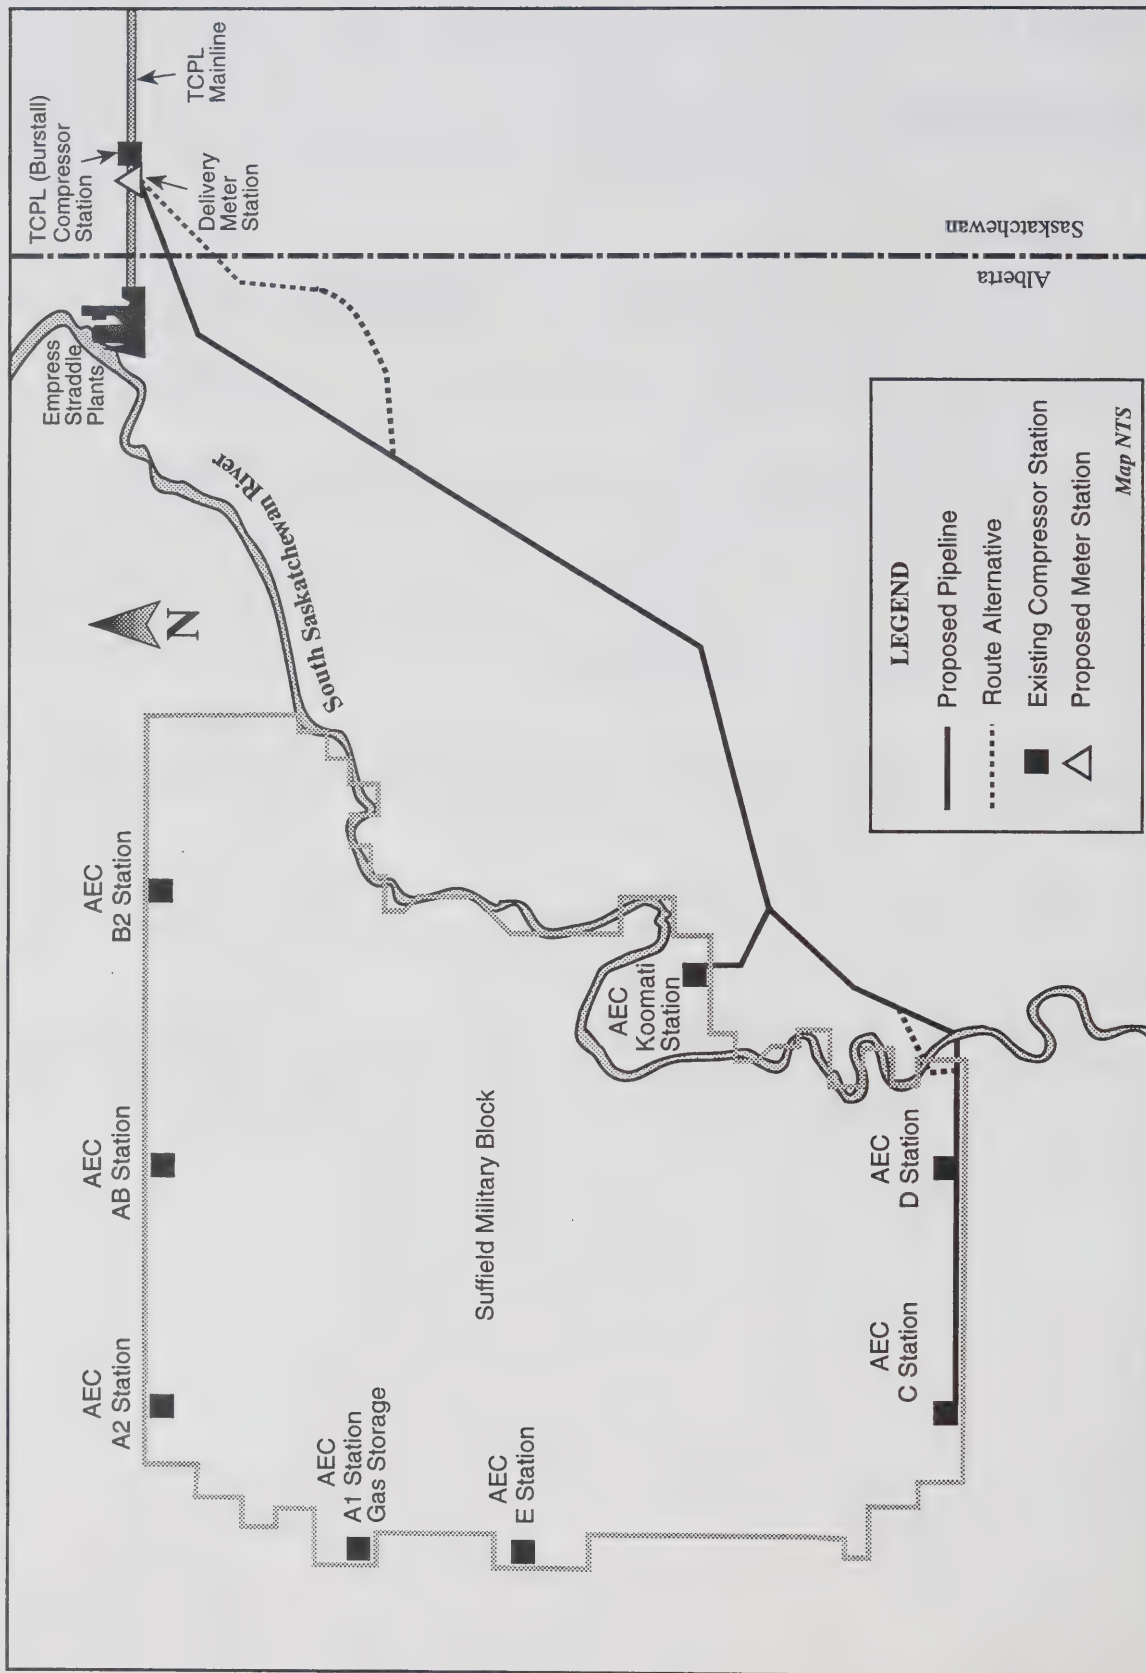 TCPL (Burstall)
Compressor
Station
TCPL
Mainline
Delivery
Meter
Station
Empress
Straddle
Plants
Saskatchewan
Alberta
South Saskatchewan River
N
AEC
B2 Station
AEC
AB Station
AEC
A2 Station
AEC
A1 Station
Gas Storage
AEC
E Station
Suffield Military Block
AEC
Koomati
Station
AEC
D Station
AEC
C Station
LEGEND
Proposed Pipeline
Route Alternative
Existing Compressor Station
Proposed Meter Station
Map NTS